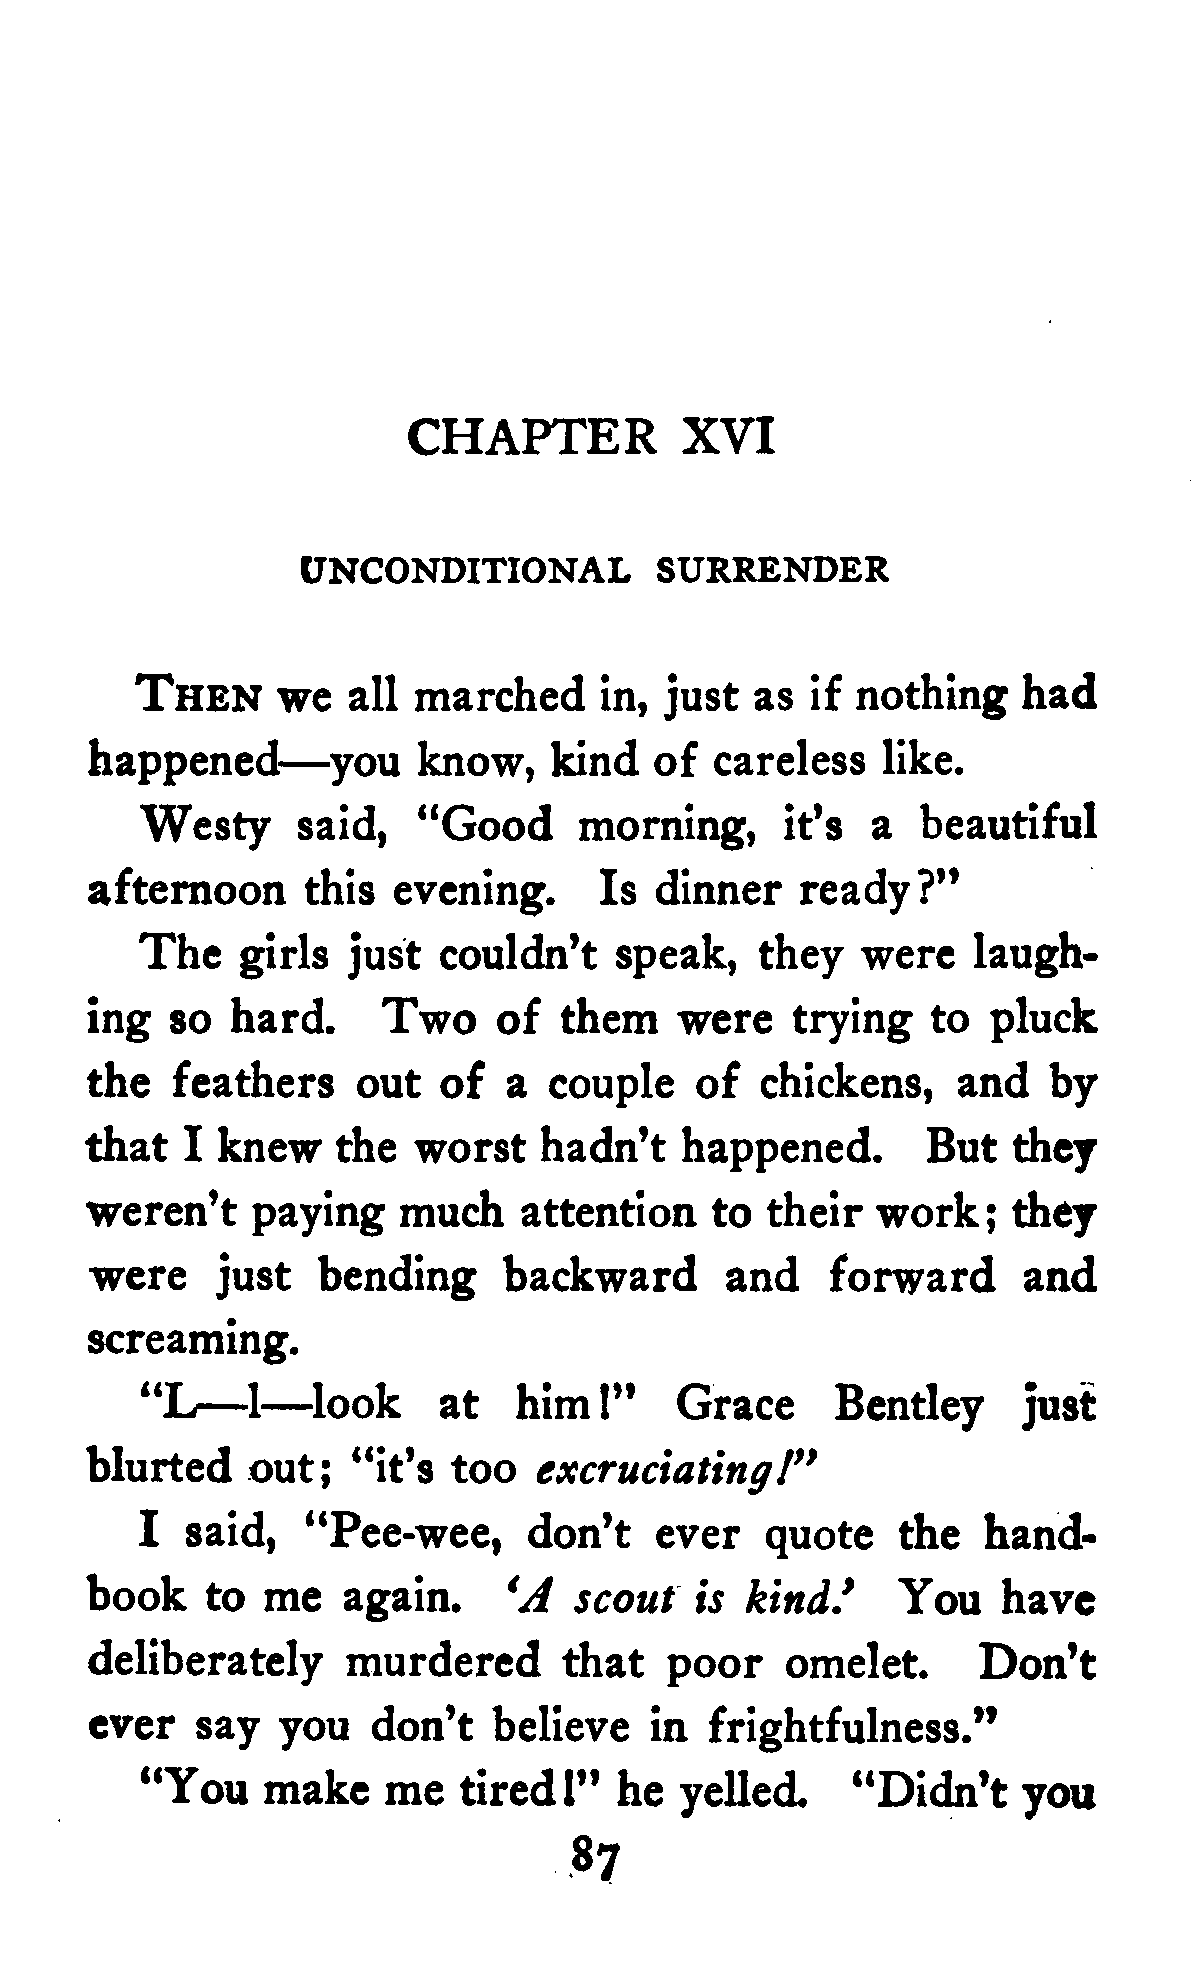 CHAPTER XVI
UNCONDITIONAL SURRENDER
THEN we all marched in, just as if nothing had
happened—you know, kind of careless like.
Westy said, “Good morning, it’s a beautiful
afternoon this evening. Is dinner ready?”
The girls just couldn’t speak, they were laugh-
ing so hard. Two of them were trying to pluck
the feathers out of a couple of chickens, and by
that I knew the worst hadn’t happened. But they
weren’t paying much attention to their work; they
were just bending backward and forward and
screaming.
“L—l—look at him!” Grace Bentley just
blurted out; “it’s too excruciating!”
I said, “Pee-wee, don’t ever quote the hand-
book to me again. ‘A scout is kind.’ You have
deliberately murdered that poor omelet. Don’t
ever say you don’t believe in frightfulness.”
“You make me tired!” he yelled. “Didn’t you
87